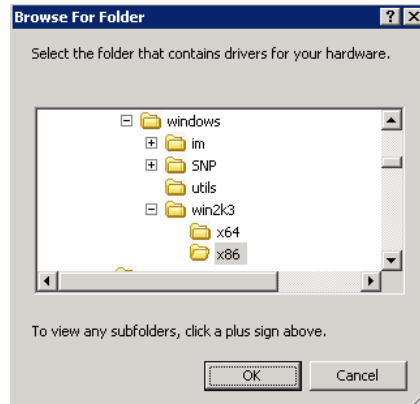 Browse For Folder
Select the folder that contains drivers for your hardware.
windows
im
SNP
utils
win2k3
x64
x86
To view any subfolders, click a plus sign above.
OK
Cancel